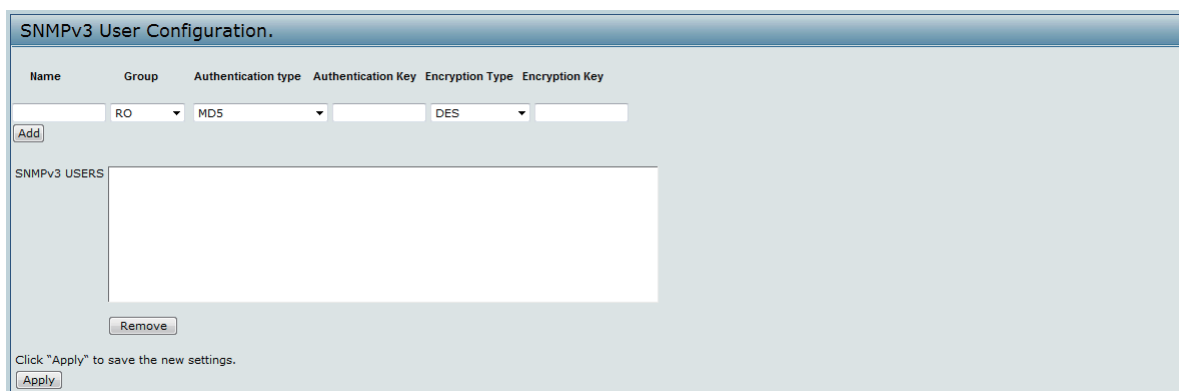 SNMPv3 User Configuration.
Name Group Authentication type Authentication Key Encryption Type Encryption Key
RO MD5 DES
Add
SNMPv3 USERS
Remove
Click "Apply" to save the new settings.
Apply